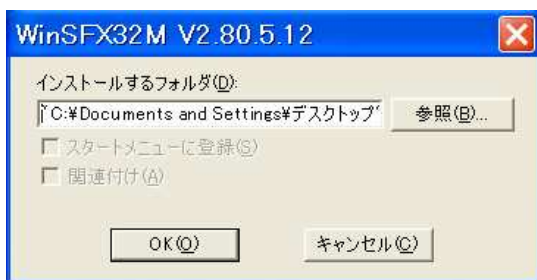 WinSFX32M V2.80.5.12
インストールするフォルダ(D):
"C:¥Documents and Settings¥デスクトップ"
参照(B)...
スタートメニューに登録(S)
関連付け(A)
OK(O)
キャンセル(C)